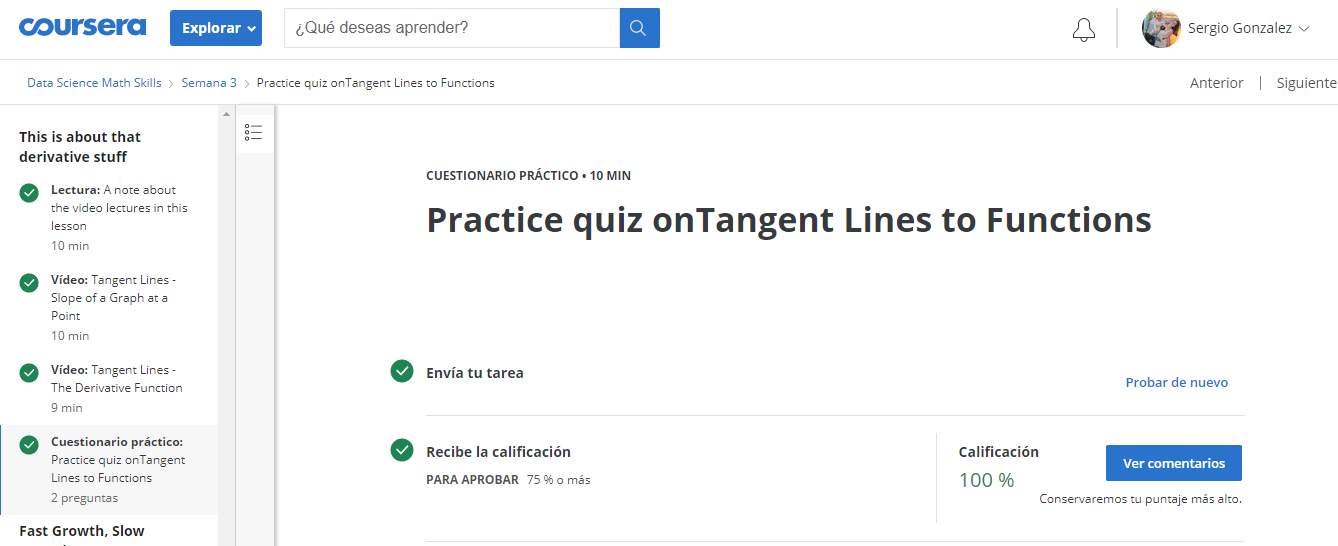 coursera
Explorar
¿Qué deseas aprender?
Sergio Gonzalez
Data Science Math Skills
Semana 3
Practice quiz onTangent Lines to Functions
Anterior
Siguiente
This is about that
derivative stuff
Lectura: A note about
the video lectures in this
lesson
10 min
Vídeo: Tangent Lines -
Slope of a Graph at a
Point
10 min
Vídeo: Tangent Lines -
The Derivative Function
9 min
Cuestionario práctico:
Practice quiz onTangent
Lines to Functions
2 preguntas
Fast Growth, Slow
CUESTIONARIO PRÁCTICO • 10 MIN
Practice quiz onTangent Lines to Functions
Envía tu tarea
Probar de nuevo
Recibe la calificación
PARA APROBAR 75 % o más
Calificación
100 %
Ver comentarios
Conservaremos tu puntaje más alto.